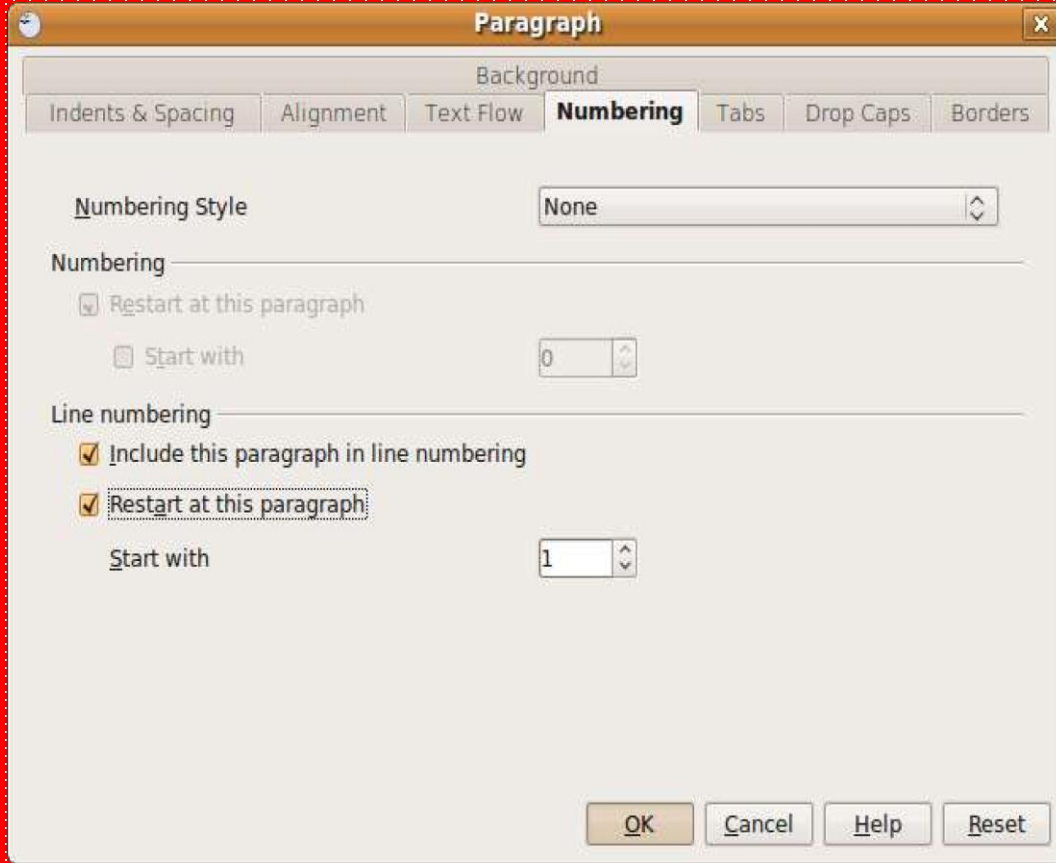 Paragraph
Background
Indents & Spacing Alignment Text Flow Numbering Tabs Drop Caps Borders
Numbering Style None
Numbering
Restart at this paragraph
Start with 0
Line numbering
Include this paragraph in line numbering
Restart at this paragraph
Start with 1
OK Cancel Help Reset